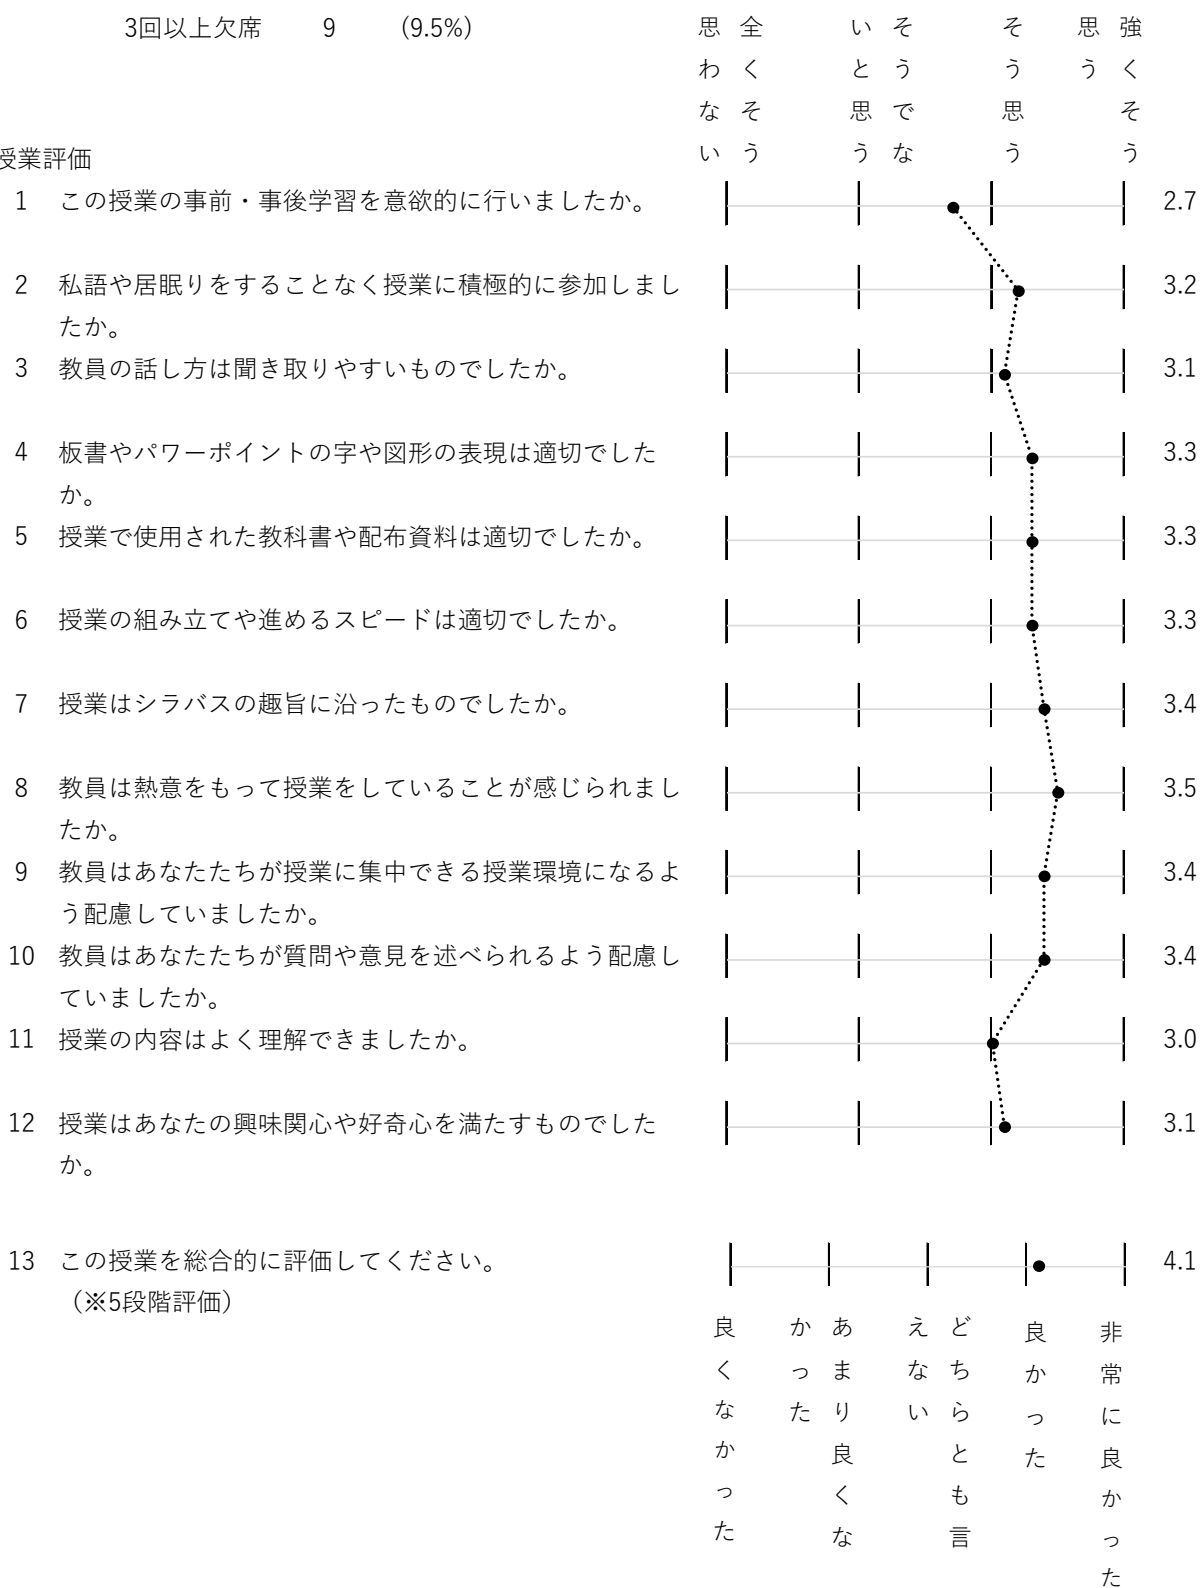 3回以上欠席 9 (9.5%)
全くそう思わない
そうでないと思う
そう思う
強くそう思う
授業評価
1 この授業の事前・事後学習を意欲的に行いましたか。 2.7
2 私語や居眠りをすることなく授業に積極的に参加しまし 3.2
たか。
3 教員の話し方は聞き取りやすいものでしたか。 3.1
4 板書やパワーポイントの字や図形の表現は適切でした 3.3
か。
5 授業で使用された教科書や配布資料は適切でしたか。 3.3
6 授業の組み立てや進めるスピードは適切でしたか。 3.3
7 授業はシラバスの趣旨に沿ったものでしたか。 3.4
8 教員は熱意をもって授業をしていることが感じられまし 3.5
たか。
9 教員はあなたたちが授業に集中できる授業環境になるよ 3.4
う配慮していましたか。
10 教員はあなたたちが質問や意見を述べられるよう配慮し 3.4
ていましたか。
11 授業の内容はよく理解できましたか。 3.0
12 授業はあなたの興味関心や好奇心を満たすものでした 3.1
か。
13 この授業を総合的に評価してください。 4.1
（※5段階評価）
良くなかった
あまり良くなかった
どちらとも言えない
良かった
非常に良かった